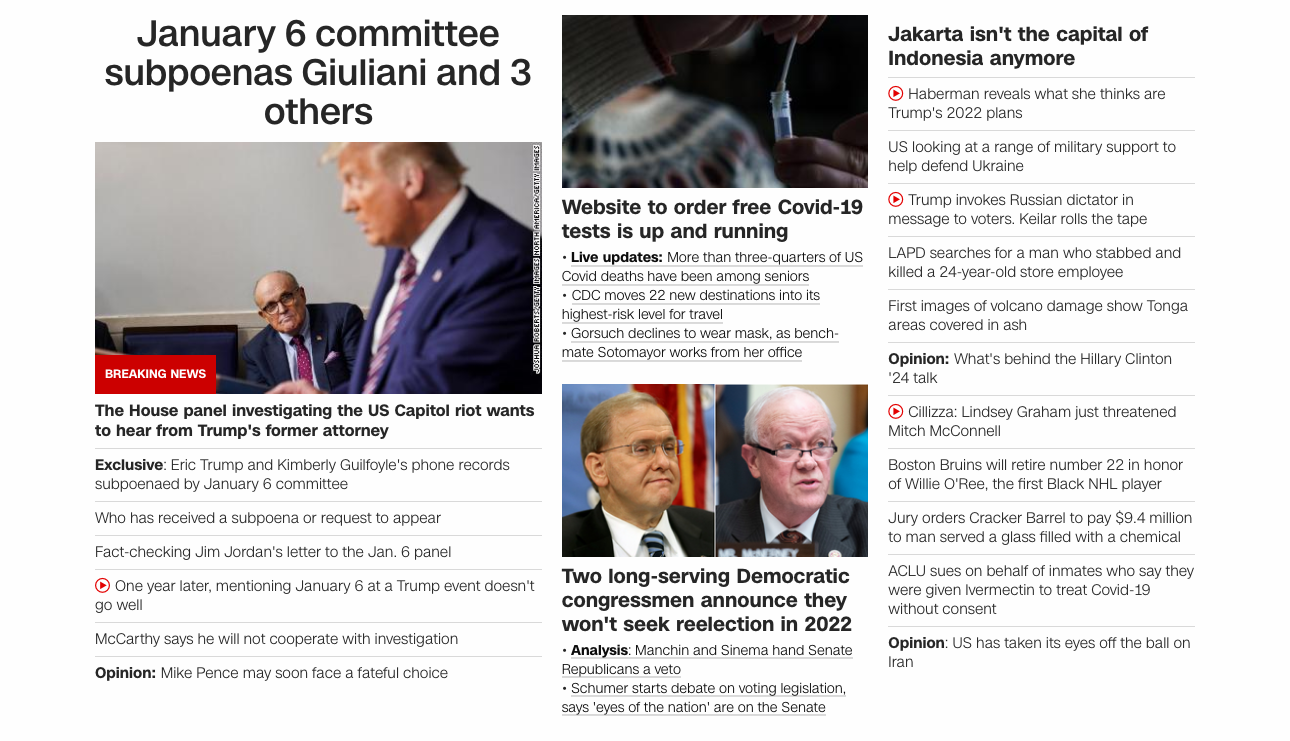 January 6 committee
subpoenas Giuliani and 3
others
JOSHUA ROBERTS/GETTY IMAGES NORTH AMERICA/GETTY IMAGES
BREAKING NEWS
The House panel investigating the US Capitol riot wants
to hear from Trump's former attorney
Exclusive: Eric Trump and Kimberly Guilfoyle's phone records
subpoenaed by January 6 committee
Who has received a subpoena or request to appear
Fact-checking Jim Jordan's letter to the Jan. 6 panel
One year later, mentioning January 6 at a Trump event doesn't
go well
McCarthy says he will not cooperate with investigation
Opinion: Mike Pence may soon face a fateful choice
Website to order free Covid-19
tests is up and running
• Live updates: More than three-quarters of US
Covid deaths have been among seniors
• CDC moves 22 new destinations into its
highest-risk level for travel
• Gorsuch declines to wear mask, as bench-
mate Sotomayor works from her office
MR. McNERNEY
Two long-serving Democratic
congressmen announce they
won't seek reelection in 2022
• Analysis: Manchin and Sinema hand Senate
Republicans a veto
• Schumer starts debate on voting legislation,
says 'eyes of the nation' are on the Senate
Jakarta isn't the capital of
Indonesia anymore
Haberman reveals what she thinks are
Trump's 2022 plans
US looking at a range of military support to
help defend Ukraine
Trump invokes Russian dictator in
message to voters. Keilar rolls the tape
LAPD searches for a man who stabbed and
killed a 24-year-old store employee
First images of volcano damage show Tonga
areas covered in ash
Opinion: What's behind the Hillary Clinton
'24 talk
Cillizza: Lindsey Graham just threatened
Mitch McConnell
Boston Bruins will retire number 22 in honor
of Willie O'Ree, the first Black NHL player
Jury orders Cracker Barrel to pay $9.4 million
to man served a glass filled with a chemical
ACLU sues on behalf of inmates who say they
were given Ivermectin to treat Covid-19
without consent
Opinion: US has taken its eyes off the ball on
Iran